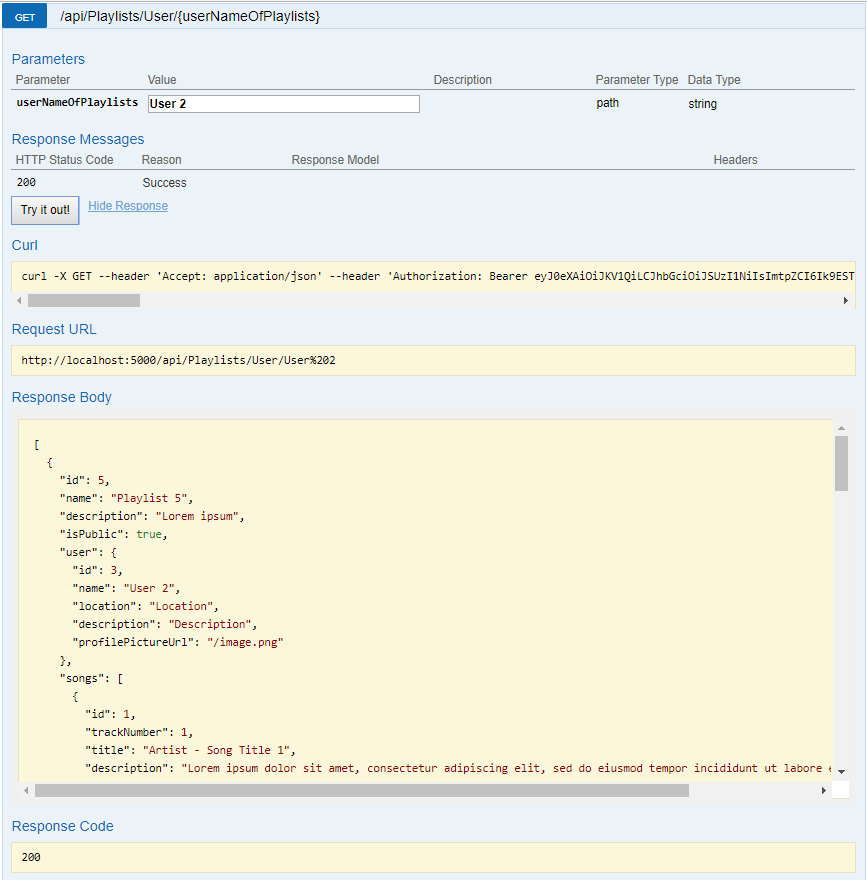 GET /api/Playlists/User/{userNameOfPlaylists}
Parameters
Parameter Value Description Parameter Type Data Type
userNameOfPlaylists User 2 path string
Response Messages
HTTP Status Code Reason Response Model Headers
200 Success
Try it out! Hide Response
Curl
curl -X GET --header 'Accept: application/json' --header 'Authorization: Bearer eyJ0eXAiOiJKV1QiLCJhbGciOiJSUzI1NiIsImtpZCI6Ik9EST
Request URL
http://localhost:5000/api/Playlists/User/User%202
Response Body
[
{
"id": 5,
"name": "Playlist 5",
"description": "Lorem ipsum",
"isPublic": true,
"user": {
"id": 3,
"name": "User 2",
"location": "Location",
"description": "Description",
"profilePictureUrl": "/image.png"
},
"songs": [
{
"id": 1,
"trackNumber": 1,
"title": "Artist - Song Title 1",
"description": "Lorem ipsum dolor sit amet, consectetur adipiscing elit, sed do eiusmod tempor incididunt ut labore
Response Code
200